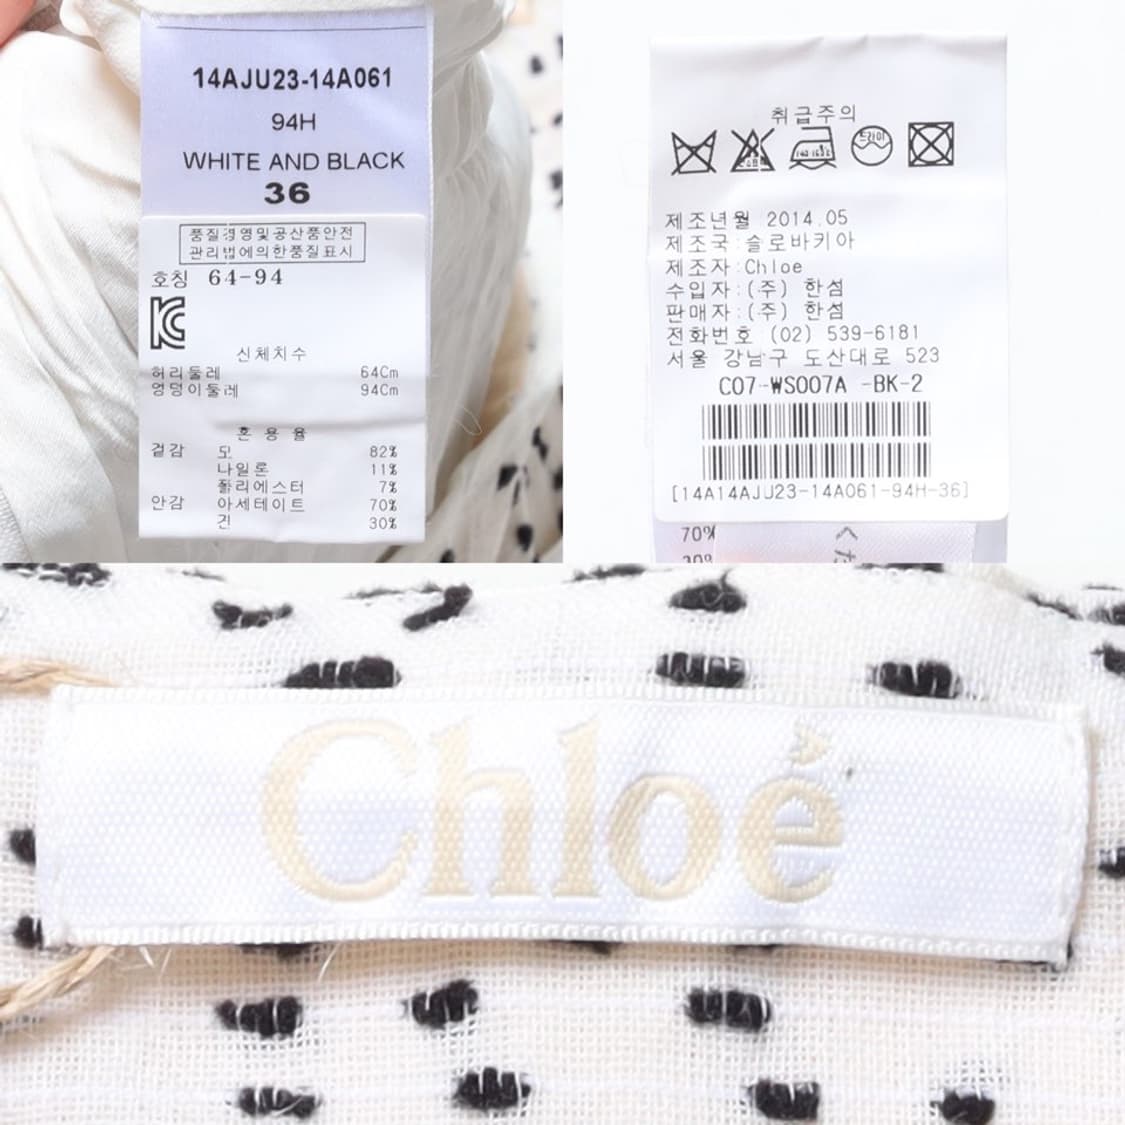 14AJU23-14A061
94H
WHITE AND BLACK
36
품질경영및공산품안전
관리법에의한품질표시
호칭 64-94
신체치수
허리둘레 64Cm
엉덩이둘레 94Cm
혼 용 율
겉감 모 82%
나일론 11%
폴리에스터 7%
안감 아세테이트 70%
견 30%
취급주의
드라이
제조년월 2014.05
제조국:슬로바키아
제조자:Chloe
수입자:(주) 한섬
판매자:(주) 한섬
전화번호 (02) 539-6181
서울 강남구 도산대로 523
C07-WS007A -BK-2
[14A14AJU23-14A061-94H-36]
70%
Chloé